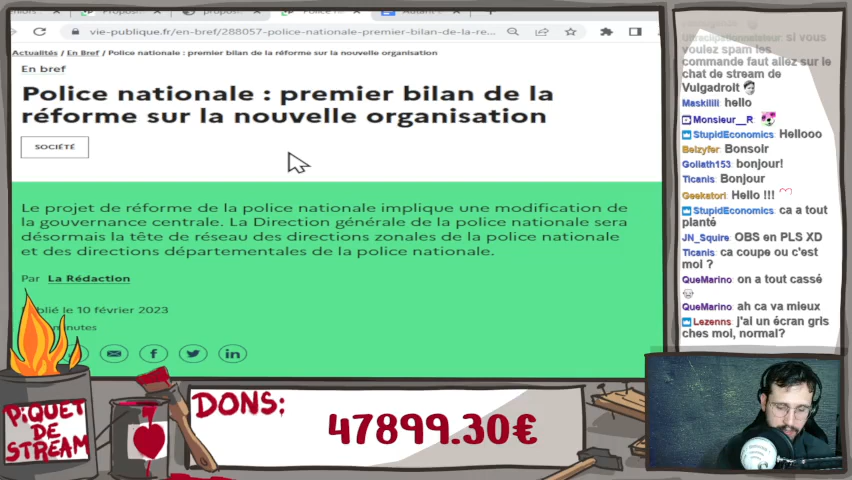 vie-publique.fr/en-bref/288057-police-nationale-premier-bilan-de-la-re...
Actualités / En Bref / Police nationale : premier bilan de la réforme sur la nouvelle organisation
En bref
Police nationale : premier bilan de la
réforme sur la nouvelle organisation
SOCIÉTÉ
Le projet de réforme de la police nationale implique une modification de
la gouvernance centrale. La Direction générale de la police nationale sera
désormais la tête de réseau des directions zonales de la police nationale
et des directions départementales de la police nationale.
Par La Rédaction
Publié le 10 février 2023
minutes
PiQUET
DE
STREAM
DONS:
47899.30€
si vous
voulez spam les
commande faut allez sur le
chat de stream de
Vulgadroit
Maskilili hello
Monsieur__R
StupidEconomics Hellooo
Belzyfer: Bonsoir
Goliath153 bonjour!
Ticanis: Bonjour
Geekatori: Hello !!!
StupidEconomics ca a tout
planté
JN_Squire: OBS en PLS XD
Ticanis: ca coupe ou c'est
moi ?
QueMarino: on a tout cassé
QueMarino ah ca va mieux
Lezenns: j'ai un écran gris
ches moi, normal?